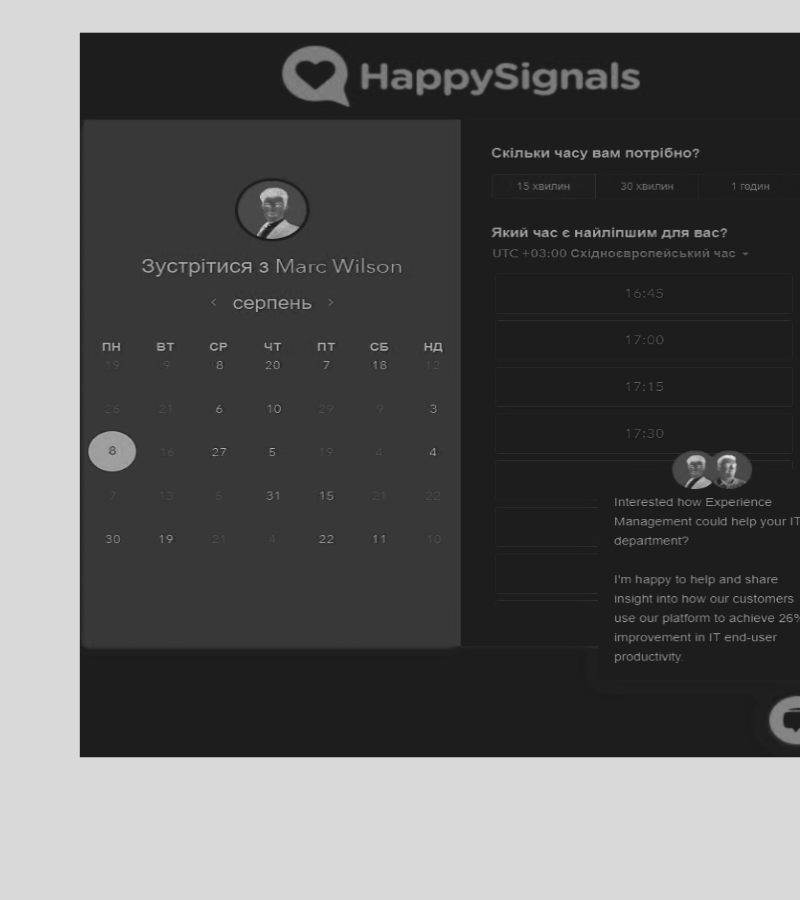 HappySignals
Зустрітися з Marc Wilson
серпень
ПН ВТ СР ЧТ ПТ СБ НД
19 9 8 20 7 18 12
26 21 6 10 29 9 3
8 16 27 5 19 4 4
7 13 5 31 15 21 22
30 19 21 4 22 11 10
Скільки часу вам потрібно?
15 хвилин 30 хвилин 1 годин
Який час є найліпшим для вас?
UTC +03:00 Східноєвропейський час
16:45
17:00
17:15
17:30
Interested how Experience
Management could help your IT
department?
I'm happy to help and share
insight into how our customers
use our platform to achieve 26%
improvement in IT end-user
productivity.